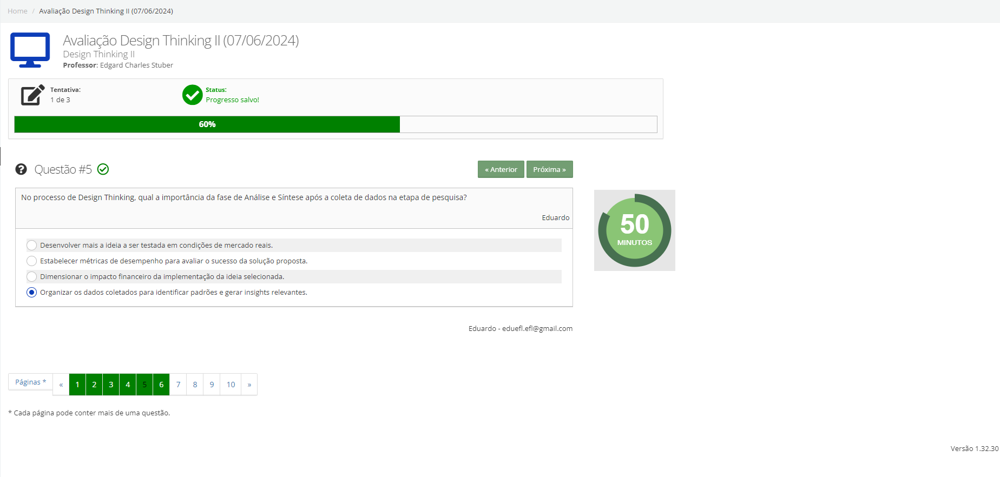 Home / Avaliação Design Thinking II (07/06/2024)
Avaliação Design Thinking II (07/06/2024)
Design Thinking II
Professor: Edgard Charles Stuber
Tentativa:
1 de 3
Status:
Progresso salvo!
60%
Questão #5
« Anterior
Próxima »
No processo de Design Thinking, qual a importância da fase de Análise e Síntese após a coleta de dados na etapa de pesquisa?
Eduardo
Desenvolver mais a ideia a ser testada em condições de mercado reais.
Estabelecer métricas de desempenho para avaliar o sucesso da solução proposta.
Dimensionar o impacto financeiro da implementação da ideia selecionada.
Organizar os dados coletados para identificar padrões e gerar insights relevantes.
50
MINUTOS
Eduardo - eduefl.efl@gmail.com
Páginas * « 1 2 3 4 5 6 7 8 9 10 »
* Cada página pode conter mais de uma questão.
Versão 1.32.30